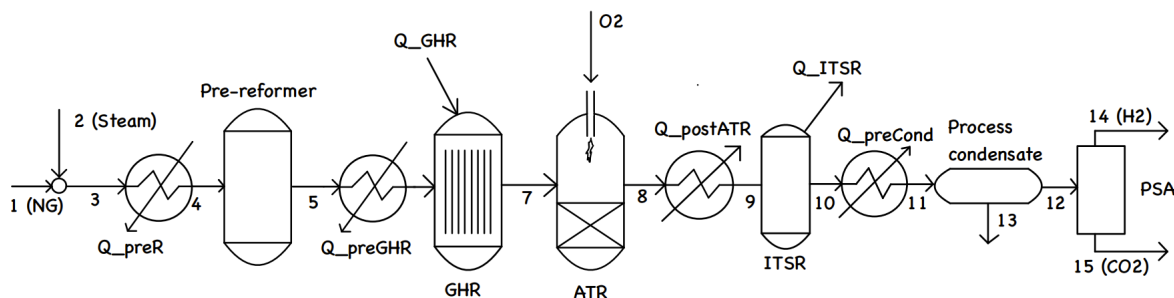 O2
Q_GHR
Q_ITSR
Pre-reformer
2 (Steam)
Q_postATR
Q_preCond
Process
condensate
14 (H2)
1 (NG)
3
4
5
7
8
9
10
11
12
13
PSA
Q_preR
Q_preGHR
GHR
ATR
ITSR
15 (CO2)